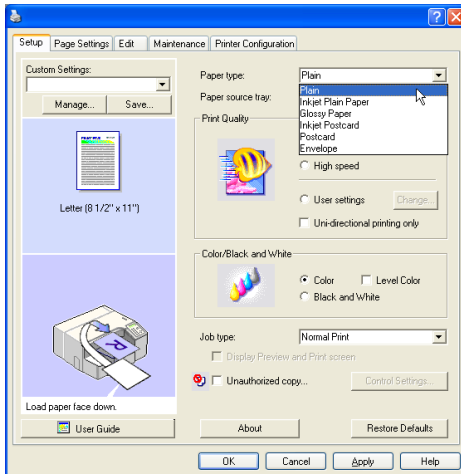 Setup
Page Settings
Edit
Maintenance
Printer Configuration
Custom Settings:
Manage...
Save...
Letter (8 1/2" x 11")
Load paper face down.
User Guide
Paper type:
Plain
Plain
Inkjet Plain Paper
Glossy Paper
Inkjet Postcard
Postcard
Envelope
Paper source tray:
Print Quality
High speed
User settings
Change...
Uni-directional printing only
Color/Black and White
Color
Level Color
Black and White
Job type:
Normal Print
Display Preview and Print screen
Unauthorized copy...
Control Settings...
About
Restore Defaults
OK
Cancel
Apply
Help